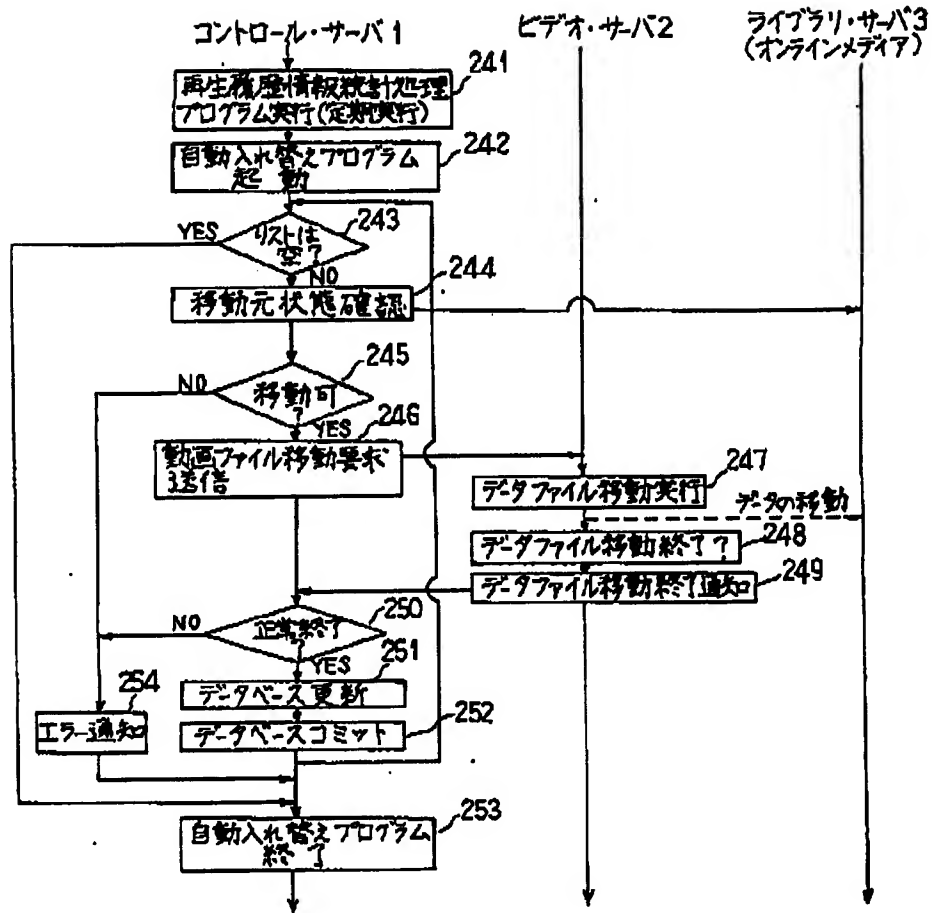 コントロール・サーバ1
ビデオ・サーバ2
ライブラリ・サーバ3
(オンラインメディア)
241
再生履歴情報統計処理
プログラム実行(定期実行)
242
自動入れ替えプログラム
起動
243
YES
リストは
空?
NO
244
移動元状態確認
245
NO
移動可
?
YES
246
動画ファイル移動要求
送信
247
データファイル移動実行
データの移動
248
データファイル移動終了?
249
データファイル移動終了通知
250
NO
正常終了
?
YES
251
データベース更新
254
エラー通知
252
データベースコミット
253
自動入れ替えプログラム
終了